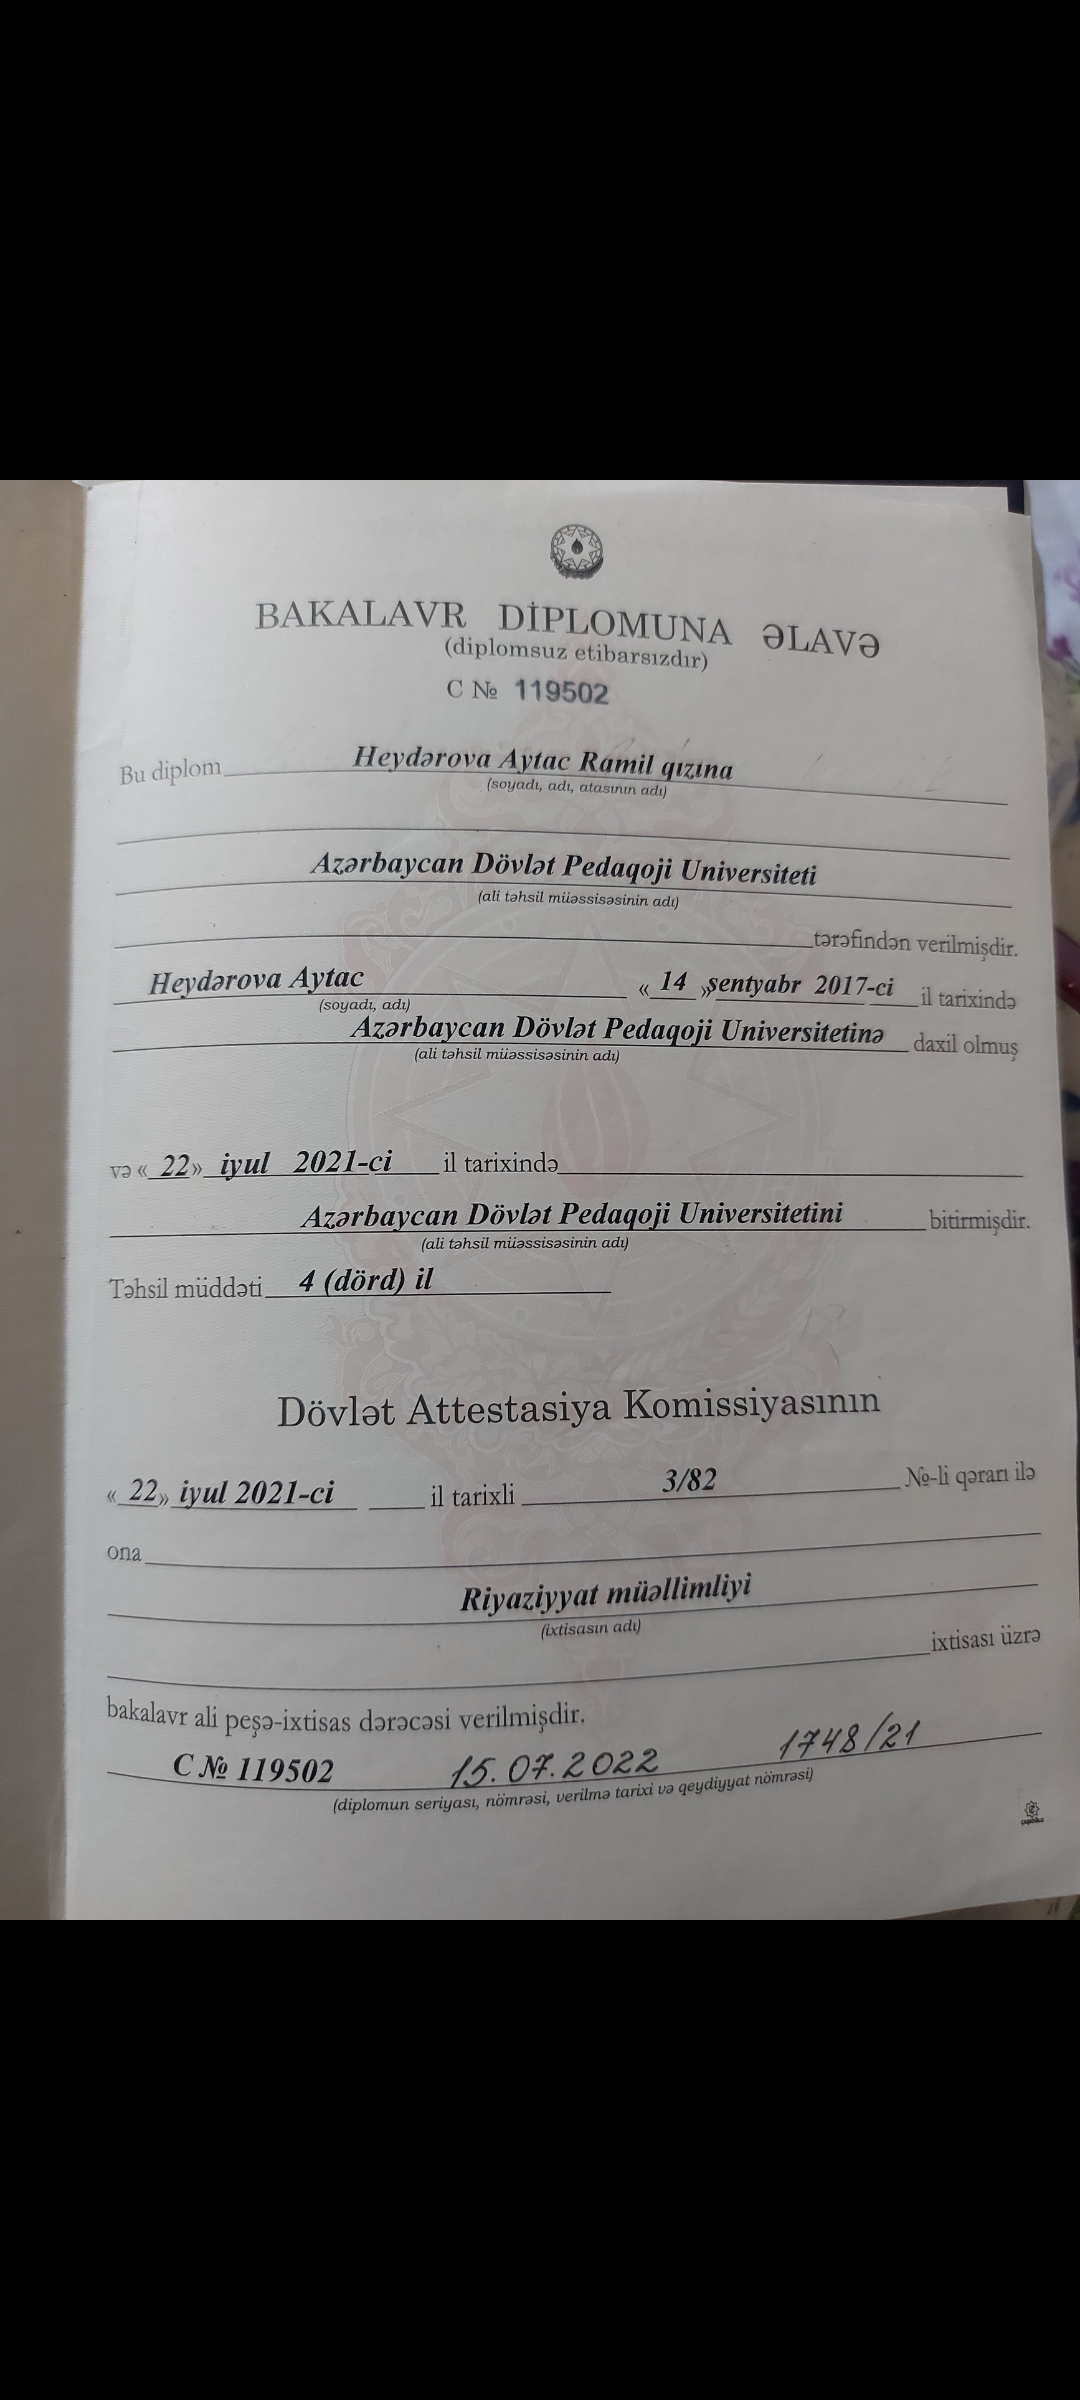 BAKALAVR DİPLOMUNA ƏLAVƏ
(diplomsuz etibarsızdır)
C № 119502
Bu diplom Heydərova Aytac Ramil qızına
(soyadı, adı, atasının adı)
Azərbaycan Dövlət Pedaqoji Universiteti
(ali təhsil müəssisəsinin adı)
tərəfindən verilmişdir.
Heydərova Aytac « 14 » sentyabr 2017-ci il tarixində
(soyadı, adı)
Azərbaycan Dövlət Pedaqoji Universitetinə daxil olmuş
(ali təhsil müəssisəsinin adı)
və « 22 » iyul 2021-ci il tarixində
Azərbaycan Dövlət Pedaqoji Universitetini bitirmişdir.
(ali təhsil müəssisəsinin adı)
Təhsil müddəti 4 (dörd) il
Dövlət Attestasiya Komissiyasının
« 22 » iyul 2021-ci il tarixli 3/82 №-li qərarı ilə
ona
Riyaziyyat müəllimliyi
(ixtisasın adı)
ixtisası üzrə
bakalavr ali peşə-ixtisas dərəcəsi verilmişdir.
C № 119502 15.07.2022 1748/21
(diplomun seriyası, nömrəsi, verilmə tarixi və qeydiyyat nömrəsi)